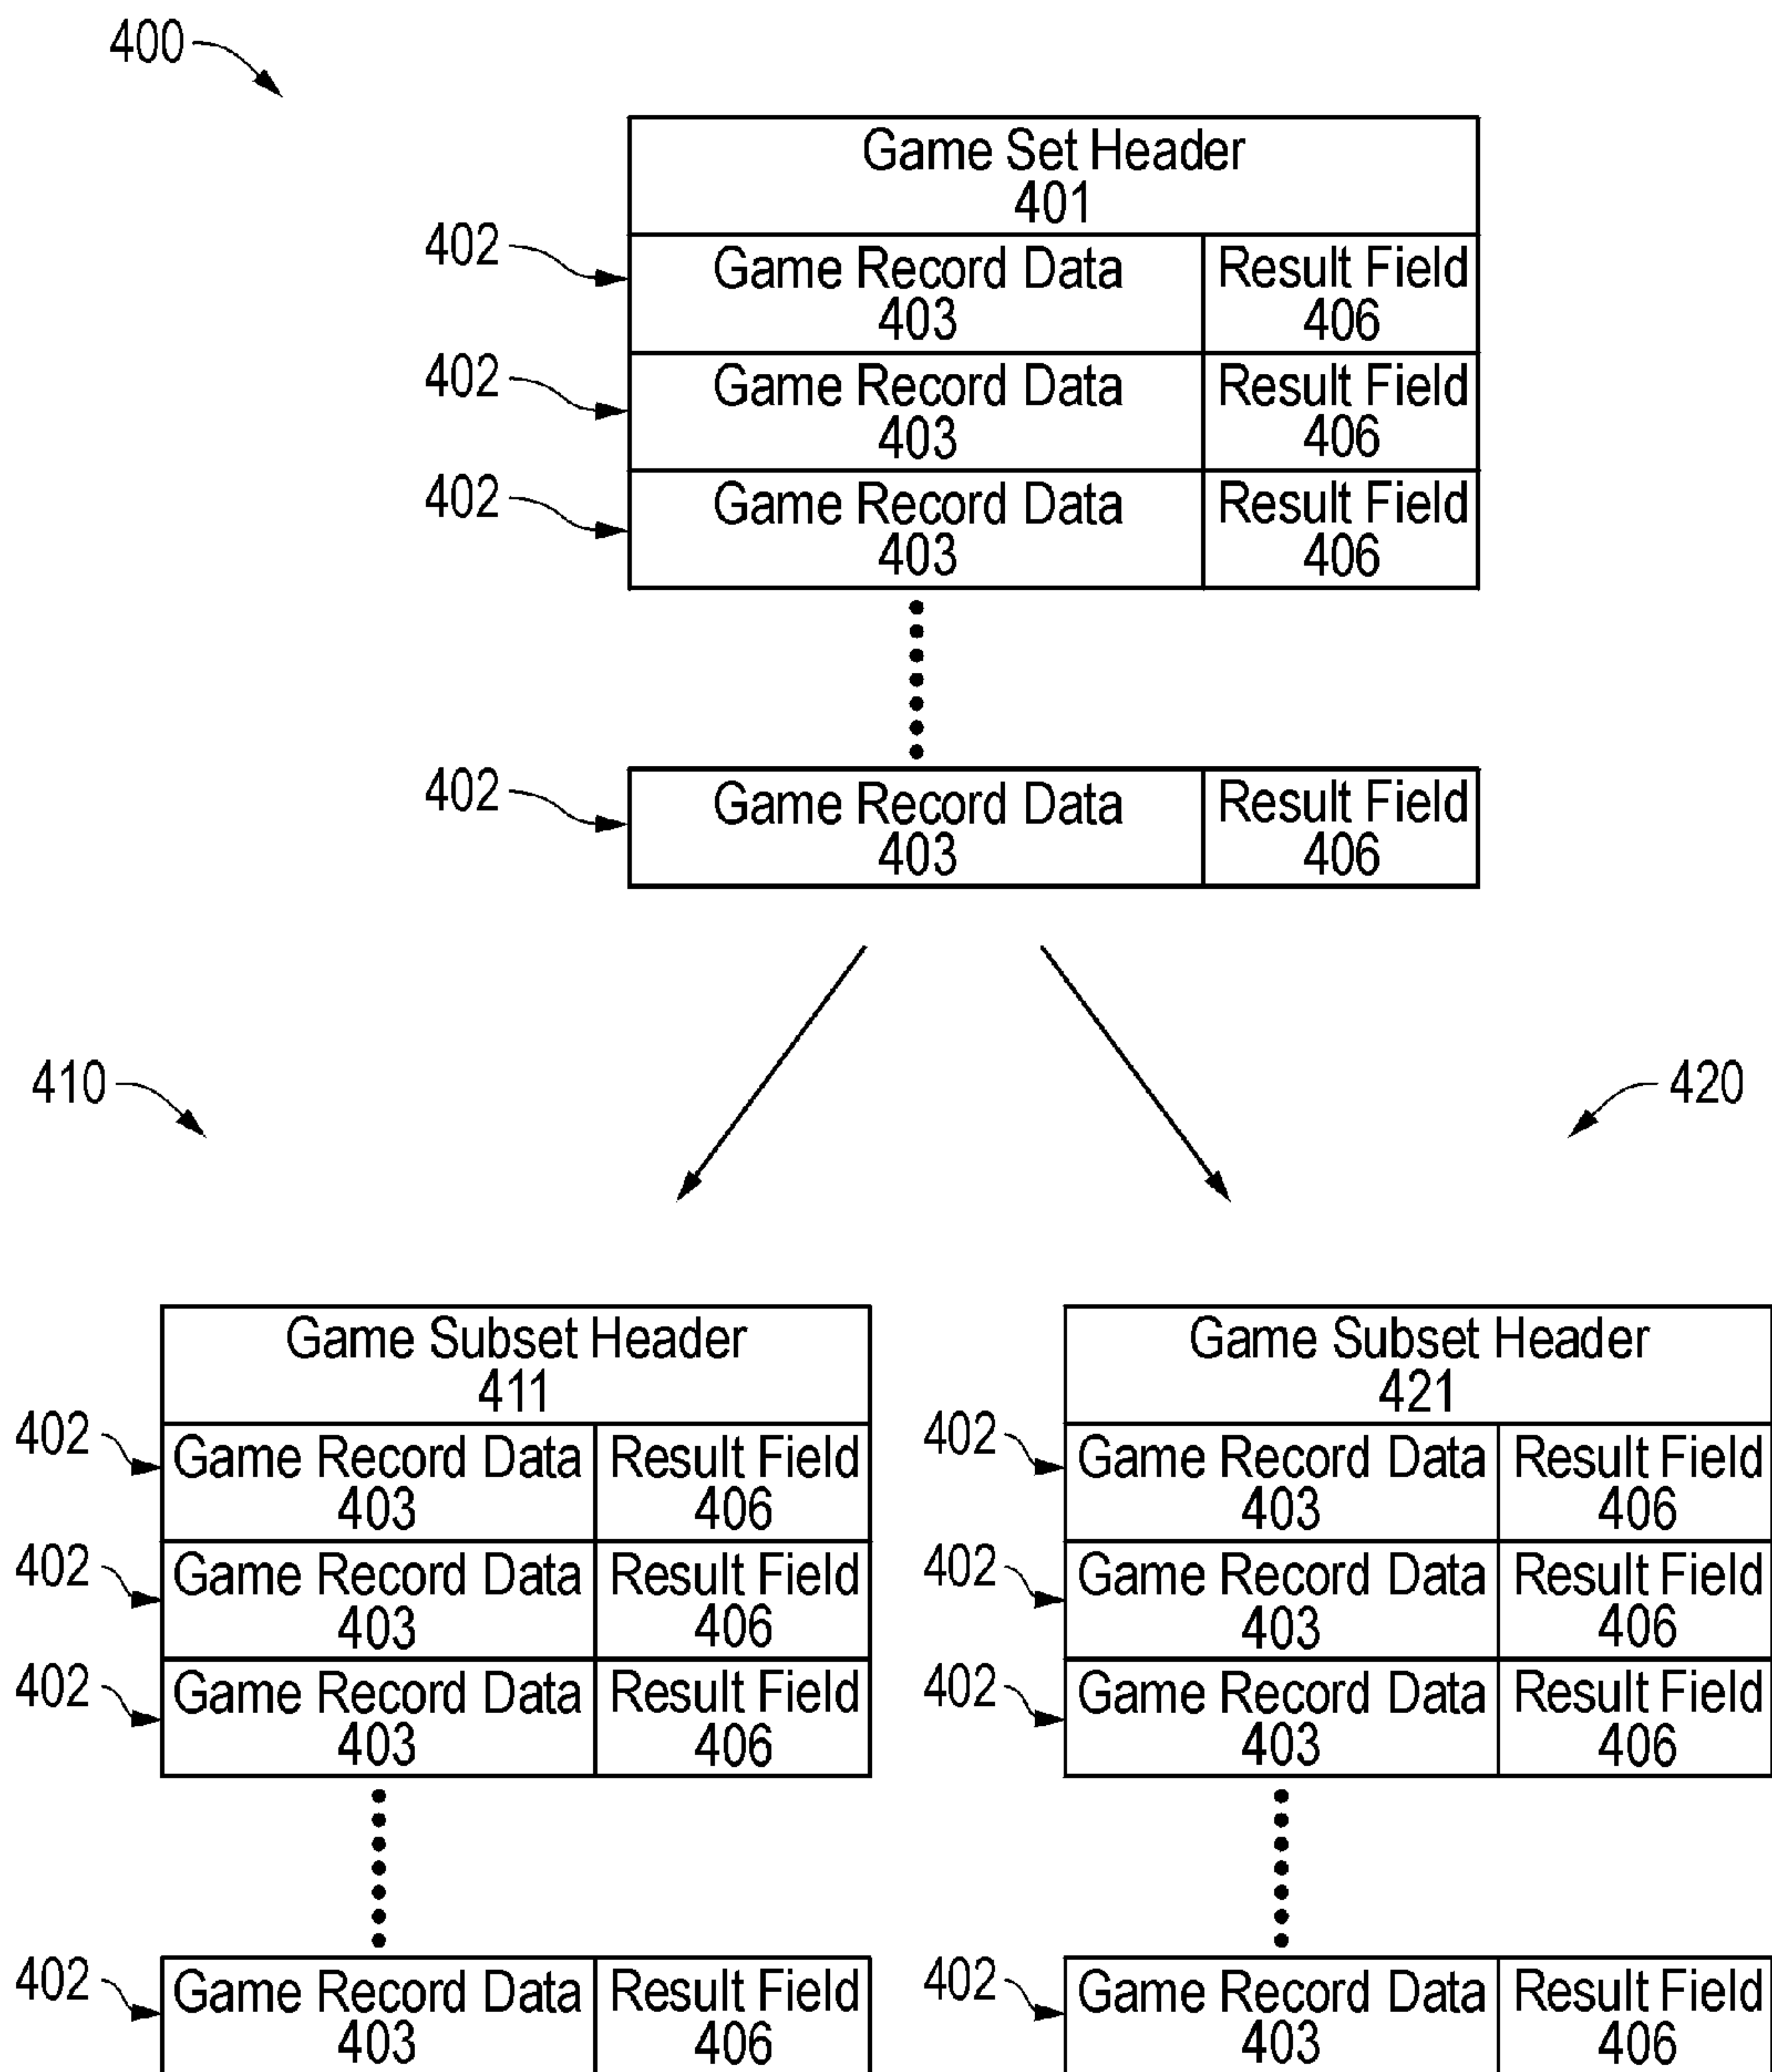 400
Game Set Header
401
402
Game Record Data Result Field
403 406
402
Game Record Data Result Field
403 406
402
Game Record Data Result Field
403 406
402
Game Record Data Result Field
403 406
410
420
Game Subset Header
411
402
Game Record Data Result Field
403 406
402
Game Record Data Result Field
403 406
402
Game Record Data Result Field
403 406
402
Game Record Data Result Field
403 406
Game Subset Header
421
402
Game Record Data Result Field
403 406
402
Game Record Data Result Field
403 406
402
Game Record Data Result Field
403 406
402
Game Record Data Result Field
403 406